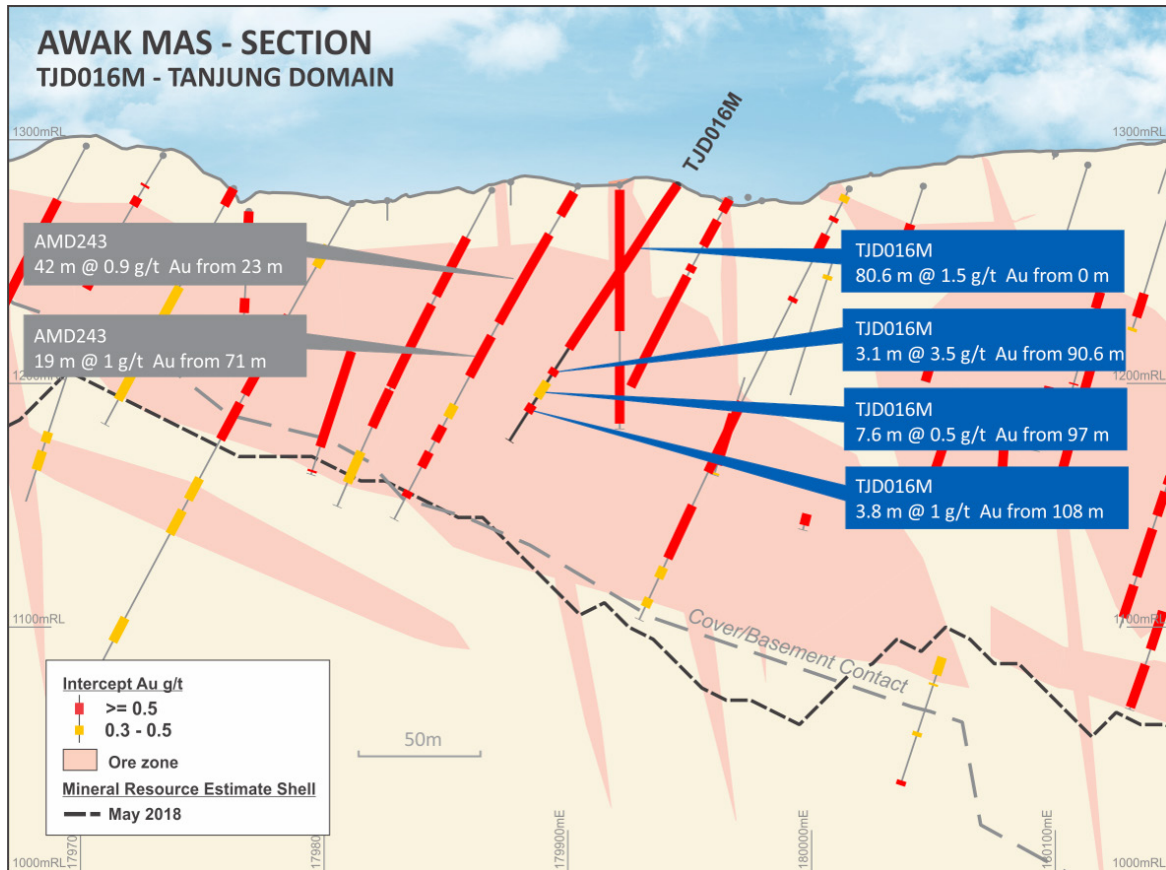 AWAK MAS - SECTION
TJD016M - TANJUNG DOMAIN
TJD016M
1300mRL
1300mRL
AMD243
42 m @ 0.9 g/t Au from 23 m
TJD016M
80.6 m @ 1.5 g/t Au from 0 m
AMD243
19 m @ 1 g/t Au from 71 m
TJD016M
3.1 m @ 3.5 g/t Au from 90.6 m
1200mRL
1200mRL
TJD016M
7.6 m @ 0.5 g/t Au from 97 m
TJD016M
3.8 m @ 1 g/t Au from 108 m
1100mRL
1100mRL
Cover/Basement Contact
Intercept Au g/t
>= 0.5
0.3 - 0.5
Ore zone
Mineral Resource Estimate Shell
May 2018
50m
17970
17980
179900mE
180000mE
180100mE
1000mRL
1000mRL